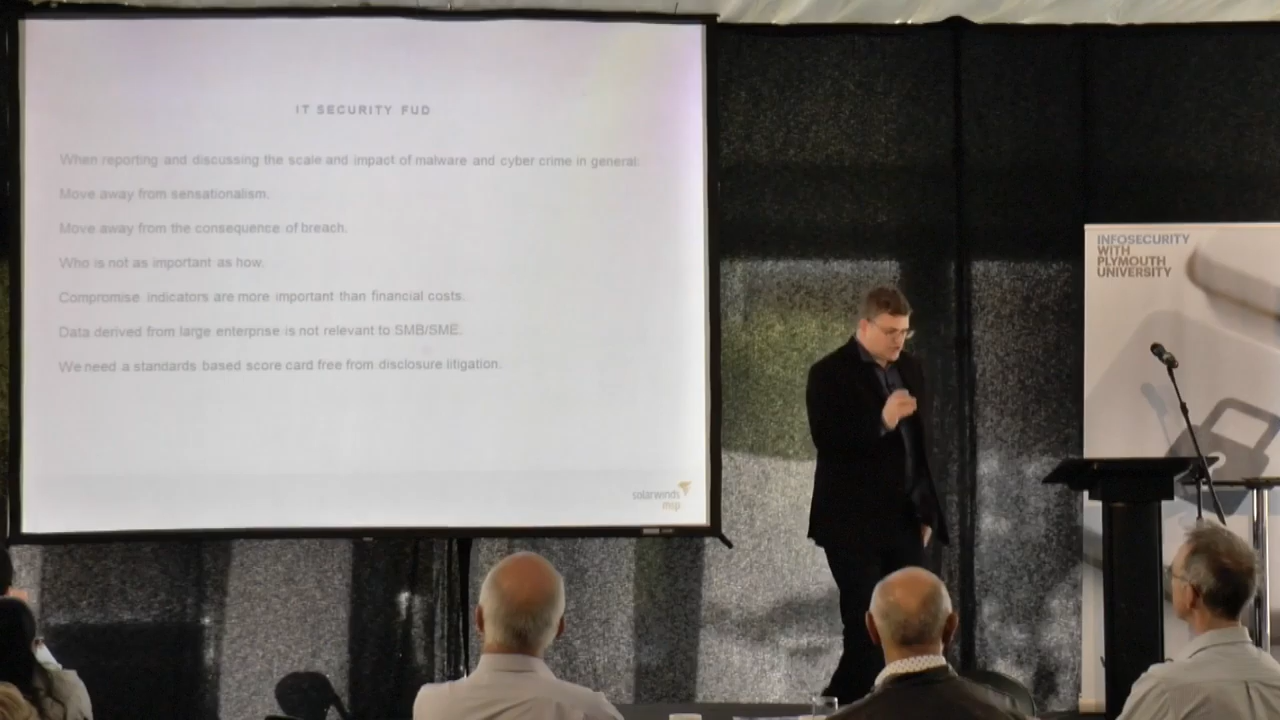 IT SECURITY FUD
When reporting and discussing the scale and impact of malware and cyber crime in general:
Move away from sensationalism.
Move away from the consequence of breach.
Who is not as important as how.
Compromise indicators are more important than financial costs.
Data derived from large enterprise is not relevant to SMB/SME.
We need a standards based score card free from disclosure litigation.
solarwinds
msp
INFOSECURITY
WITH
PLYMOUTH
UNIVERSITY